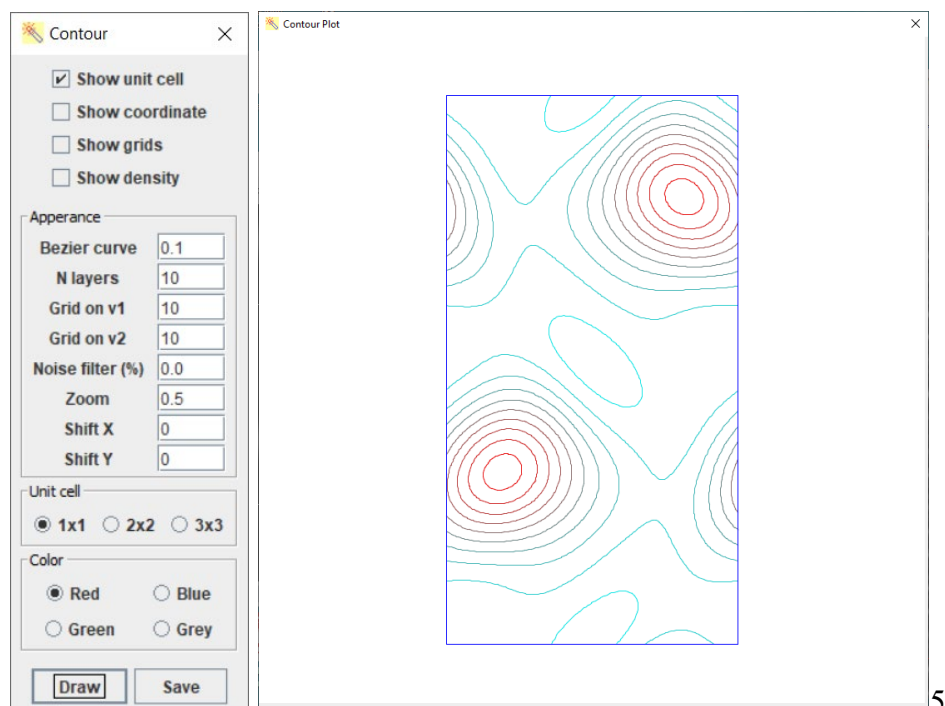 Contour
Show unit cell
Show coordinate
Show grids
Show density
Apperance
Bezier curve 0.1
N layers 10
Grid on v1 10
Grid on v2 10
Noise filter (%) 0.0
Zoom 0.5
Shift X 0
Shift Y 0
Unit cell
1x1 2x2 3x3
Color
Red Blue
Green Grey
Draw Save
Contour Plot
5